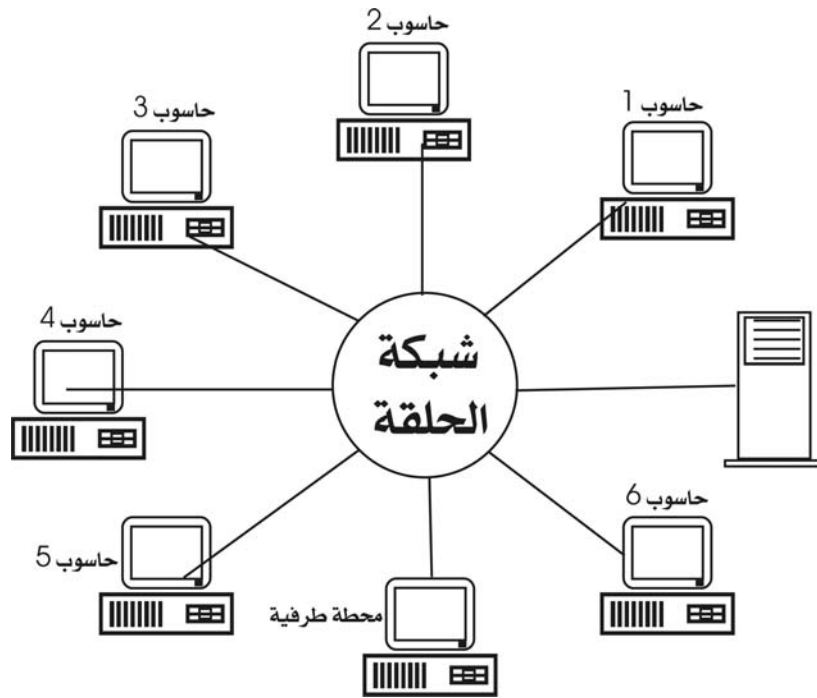 حاسوب 2
حاسوب 1
حاسوب 3
حاسوب 4
شبكة
الحلقة
حاسوب 6
حاسوب 5
محطة طرفية